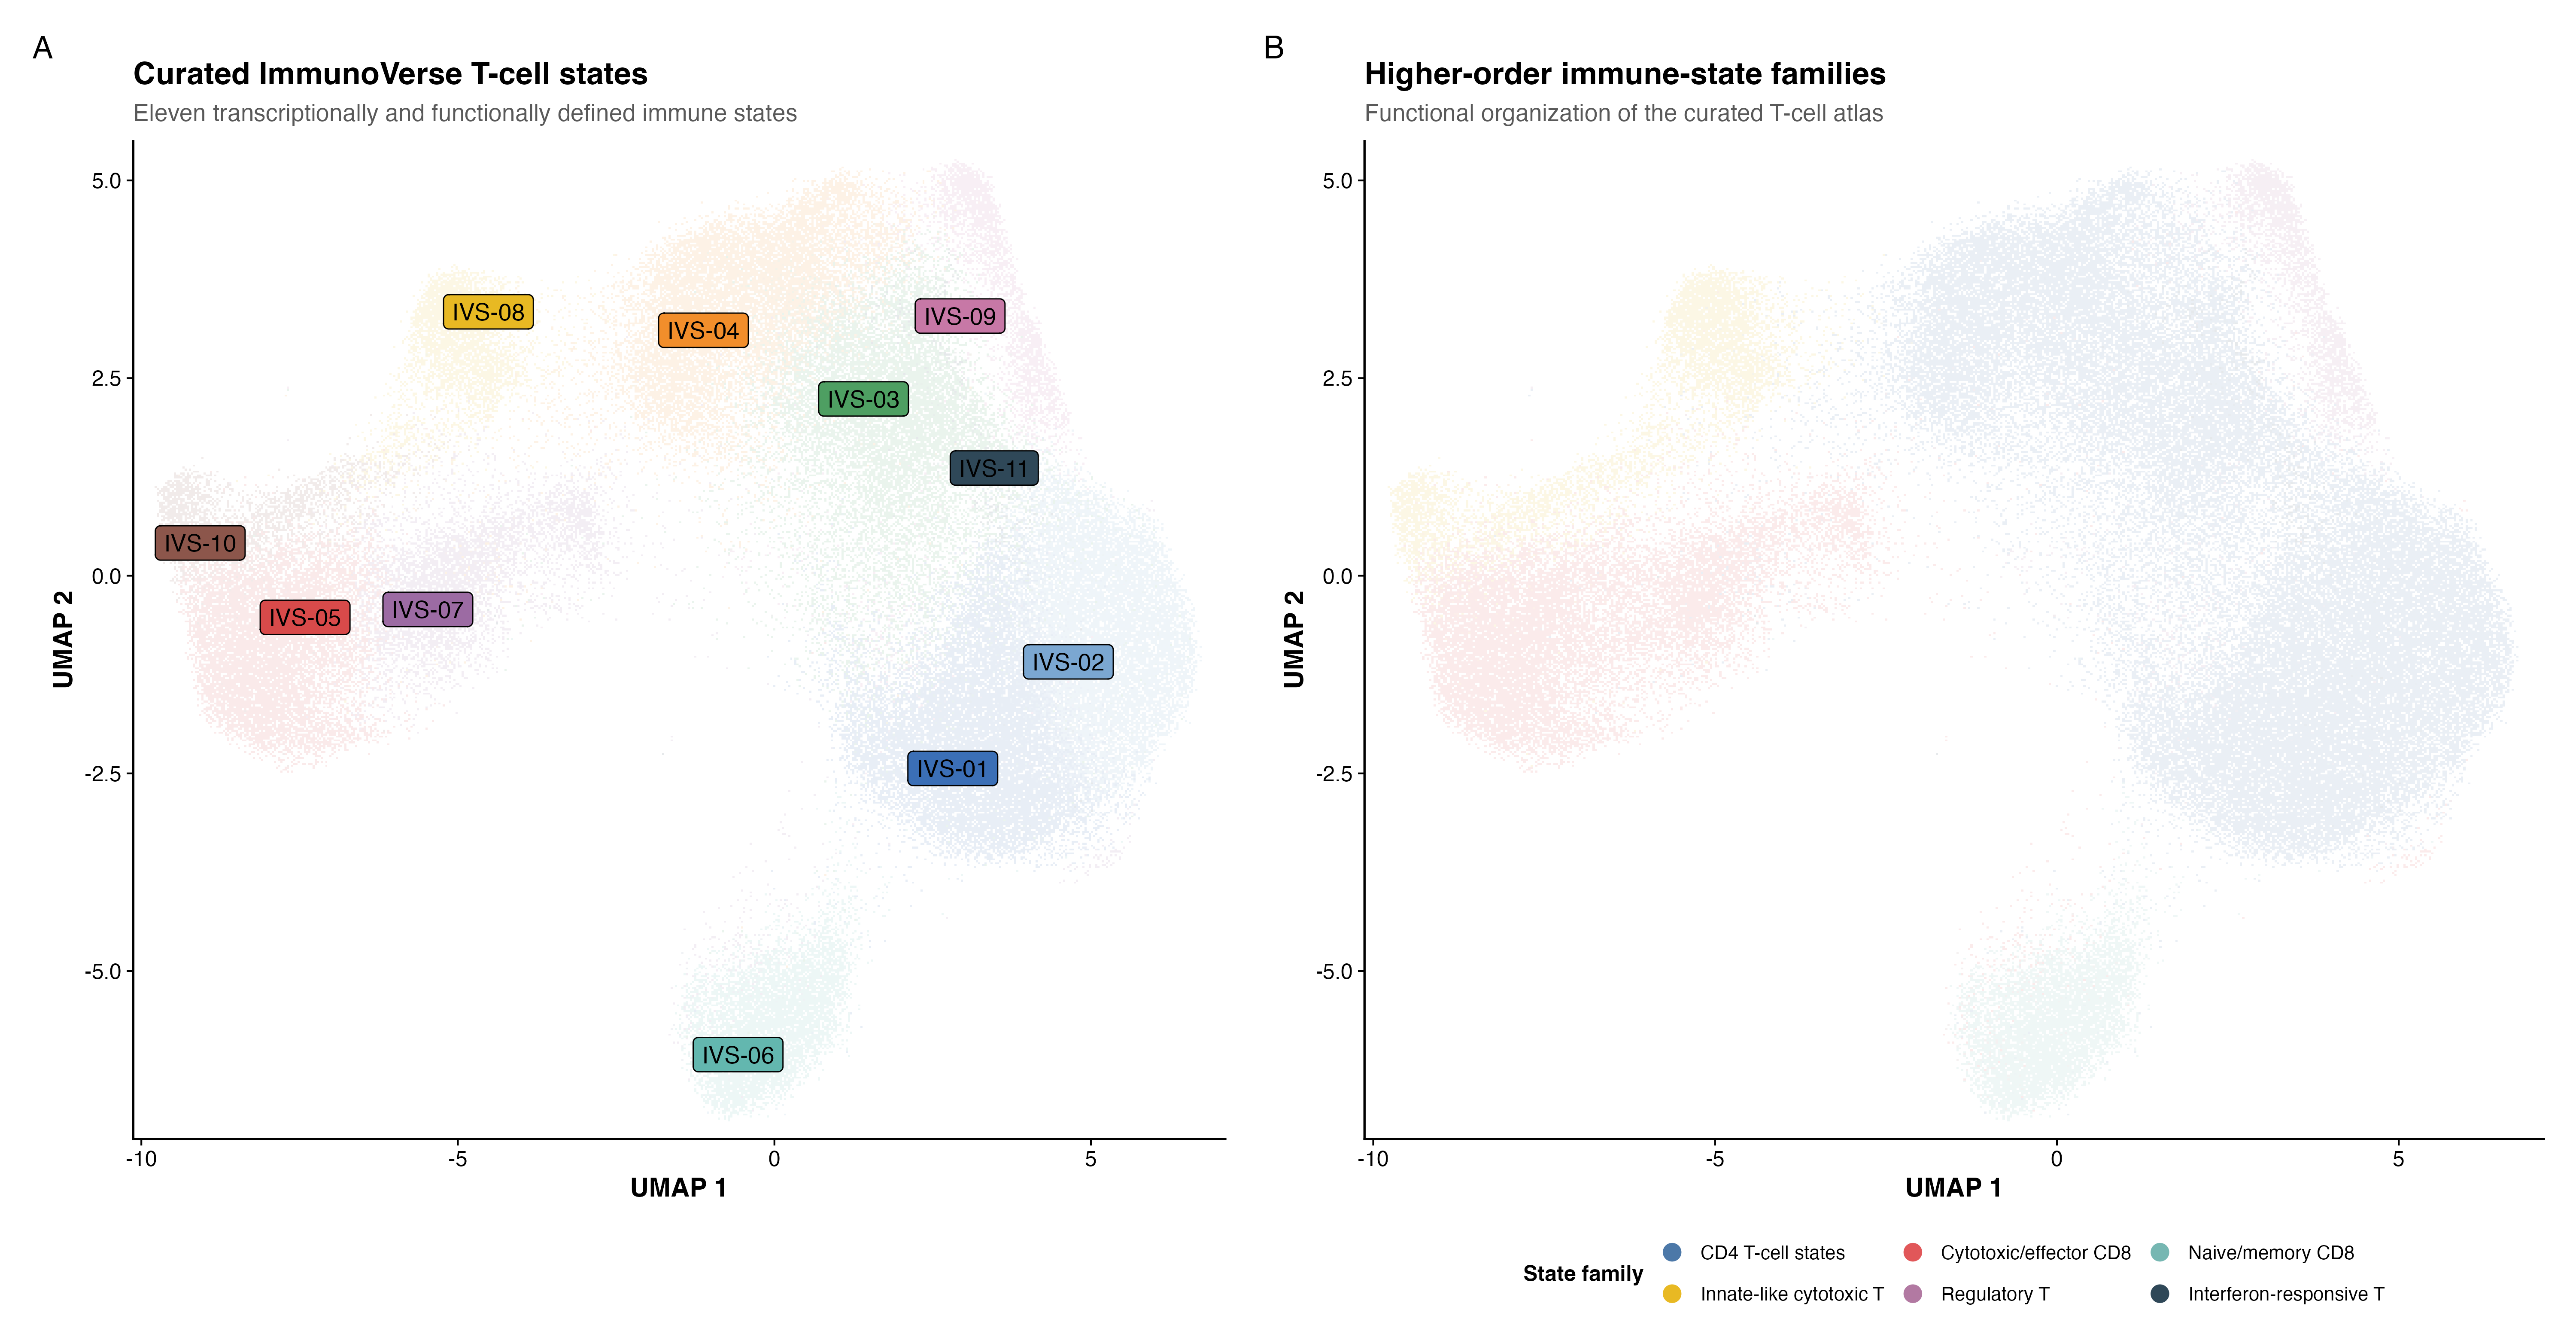 A
Curated ImmunoVerse T-cell states
Eleven transcriptionally and functionally defined immune states
5.0
2.5
0.0
-2.5
-5.0
UMAP 2
IVS-08
IVS-04
IVS-09
IVS-03
IVS-11
IVS-10
IVS-05
IVS-07
IVS-02
IVS-01
IVS-06
-10
-5
0
5
UMAP 1
B
Higher-order immune-state families
Functional organization of the curated T-cell atlas
5.0
2.5
0.0
-2.5
-5.0
UMAP 2
-10
-5
0
5
UMAP 1
State family
CD4 T-cell states
Cytotoxic/effector CD8
Naive/memory CD8
Innate-like cytotoxic T
Regulatory T
Interferon-responsive T